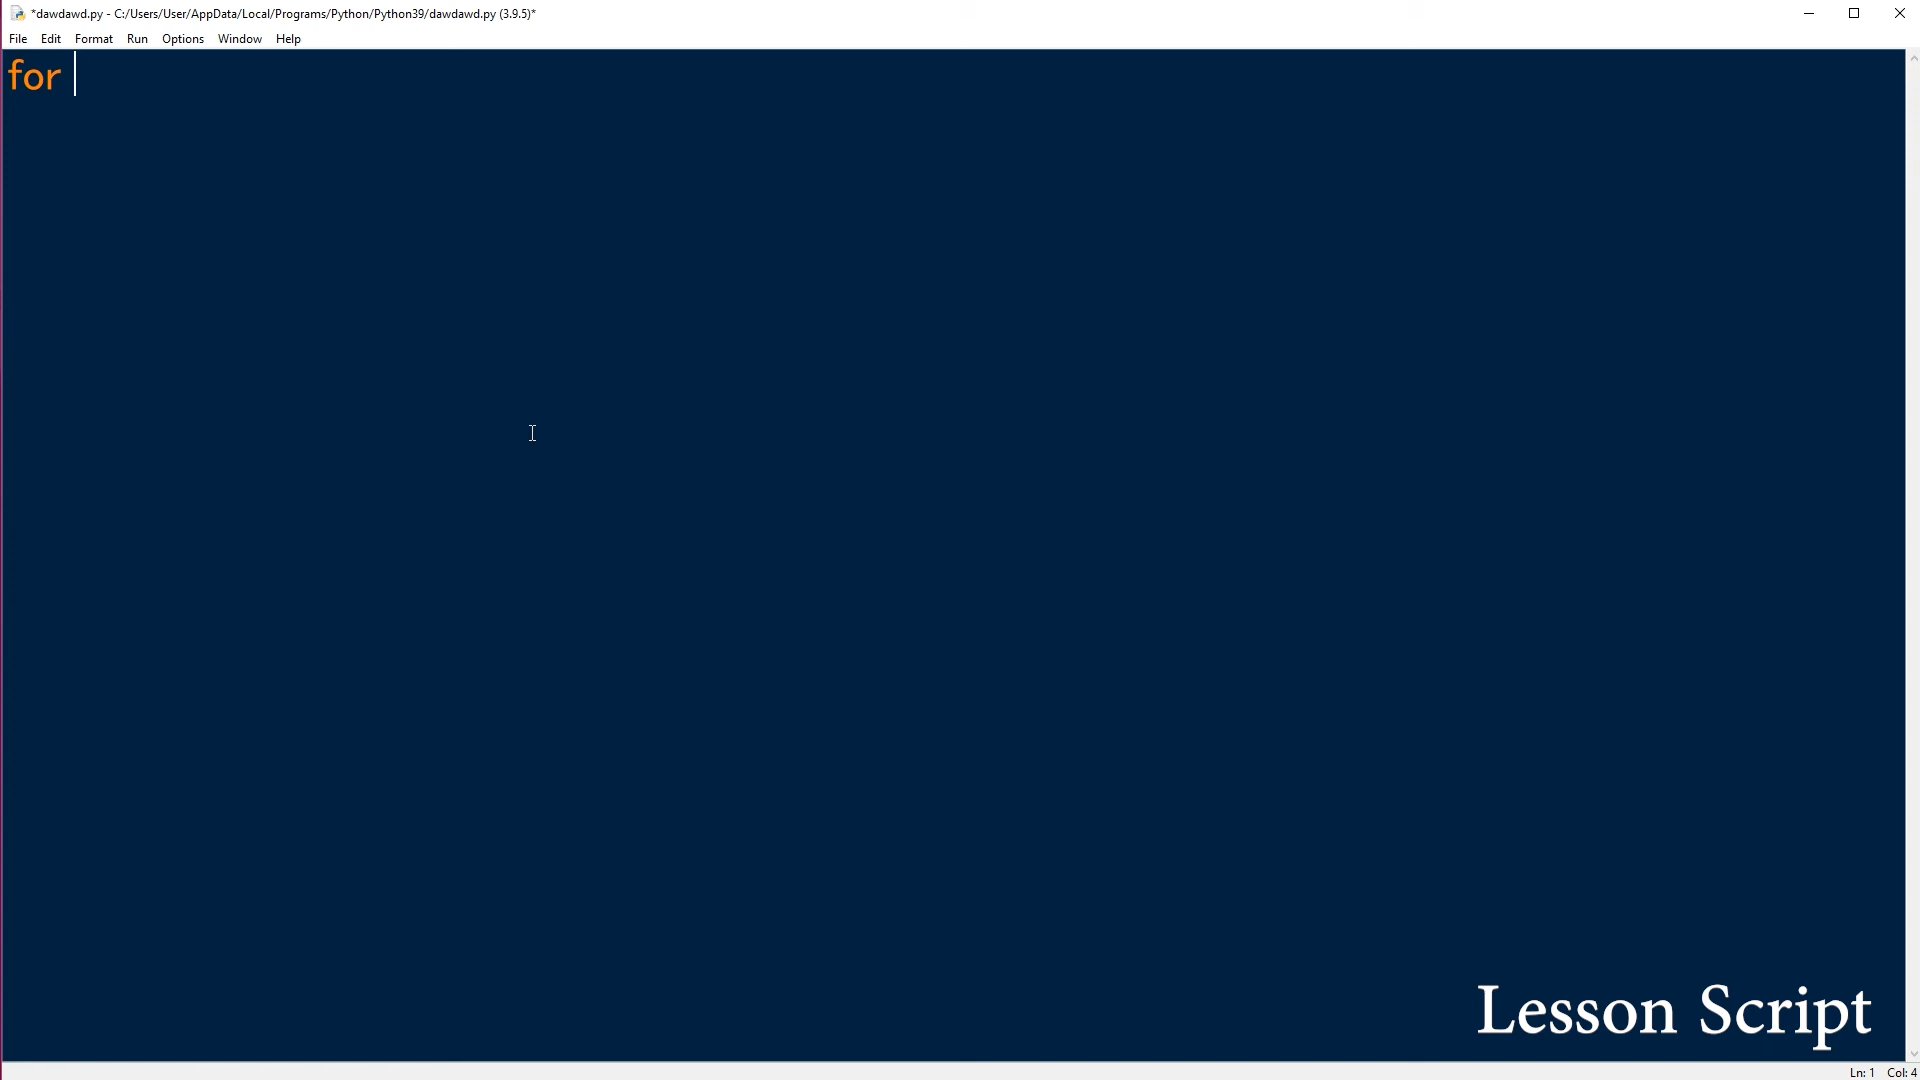 *dawdawd.py - C:/Users/User/AppData/Local/Programs/Python/Python39/dawdawd.py (3.9.5)*
File Edit Format Run Options Window Help
for
Lesson Script
Ln: 1 Col: 4